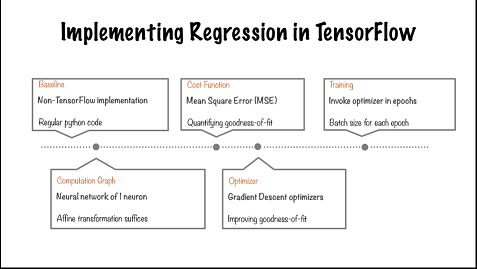 Implementing Regression in TensorFlow
Baseline
Non-TensorFlow implementation
Regular python code
Cost Function
Mean Square Error (MSE)
Quantifying goodness-of-fit
Training
Invoke optimizer in epochs
Batch size for each epoch
Computation Graph
Neural network of 1 neuron
Affine transformation suffices
Optimizer
Gradient Descent optimizers
Improving goodness-of-fit